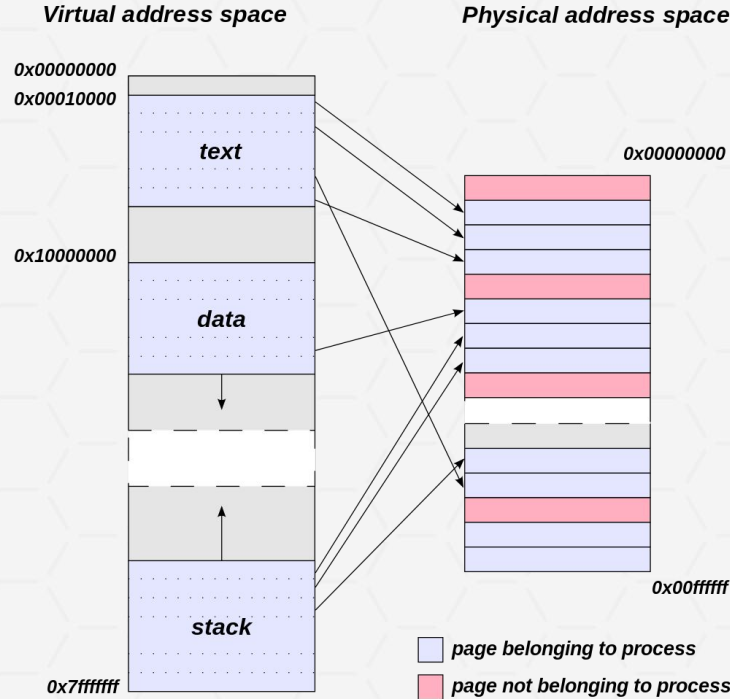 Virtual address space
Physical address space
0x00000000
0x00010000
text
0x00000000
0x10000000
data
stack
0x00ffffff
page belonging to process
0x7fffffff
page not belonging to process